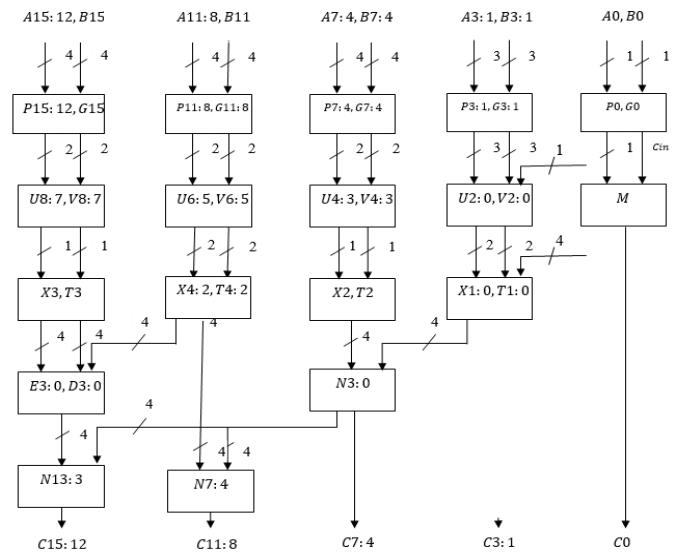 A15: 12, B15 A11: 8, B11 A7: 4, B7: 4 A3: 1, B3: 1 A0, B0
4 4 4 4 4 4 3 3 1 1
P15: 12, G15 P11: 8, G11: 8 P7: 4, G7: 4 P3: 1, G3: 1 P0, G0
2 2 2 2 2 2 3 3 1 1 Cin
U8: 7, V8: 7 U6: 5, V6: 5 U4: 3, V4: 3 U2: 0, V2: 0 M
1 1 2 2 1 1 2 2 4
X3, T3 X4: 2, T4: 2 X2, T2 X1: 0, T1: 0
4 4 4 4 4 4
E3: 0, D3: 0 N3: 0
4 4 4 4
N13: 3 N7: 4
C15: 12 C11: 8 C7: 4 C3: 1 C0